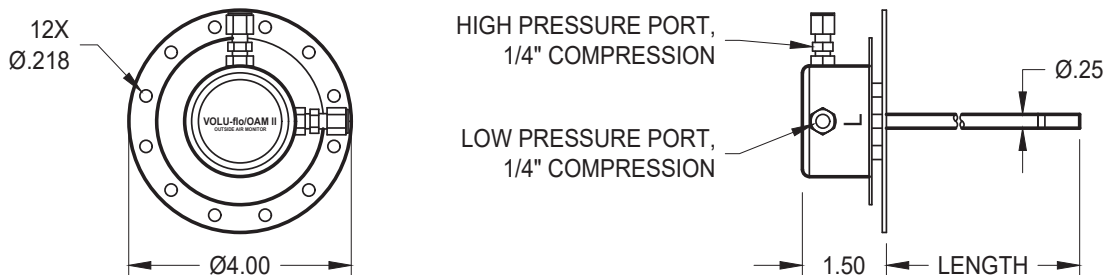 12X
Ø.218
VOLU-flo/OAM II
OUTSIDE AIR MONITOR
Ø4.00
HIGH PRESSURE PORT,
1/4" COMPRESSION
LOW PRESSURE PORT,
1/4" COMPRESSION
L
Ø.25
1.50
LENGTH